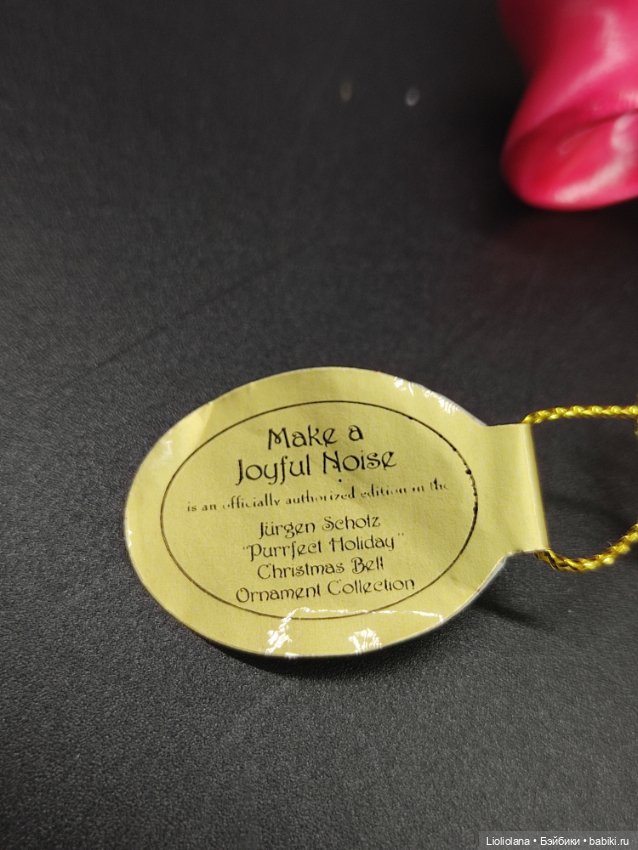 Make a
Joyful Noise
is an officially authorized edition in the
Jürgen Scholz
"Purrfect Holiday"
Christmas Bell
Ornament Collection
Lioliolana • Бэйбики • babiki.ru